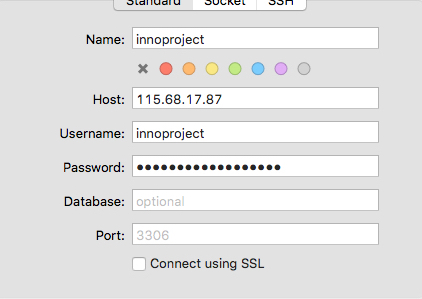 Standard Socket SSH
Name: innoproject
Host: 115.68.17.87
Username: innoproject
Password: ●●●●●●●●●●●●●●●●●●
Database: optional
Port: 3306
Connect using SSL